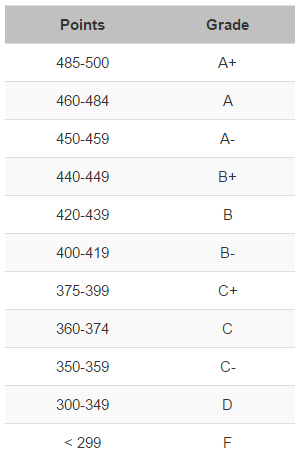 Points Grade
485-500 A+
460-484 A
450-459 A-
440-449 B+
420-439 B
400-419 B-
375-399 C+
360-374 C
350-359 C-
300-349 D
< 299 F